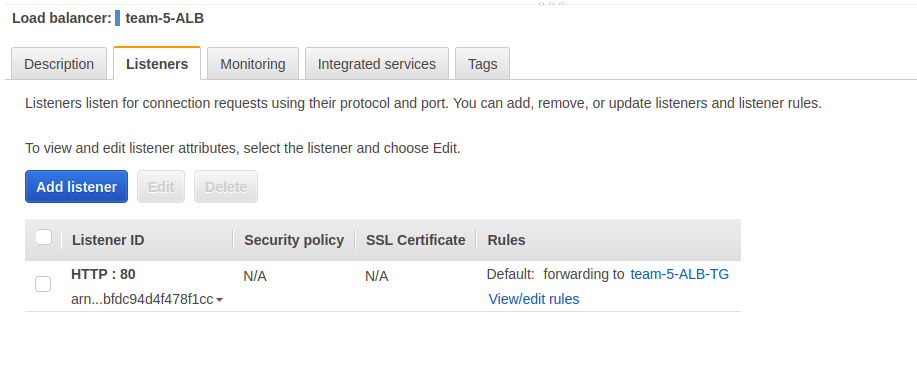 Load balancer: team-5-ALB
Description Listeners Monitoring Integrated services Tags
Listeners listen for connection requests using their protocol and port. You can add, remove, or update listeners and listener rules.
To view and edit listener attributes, select the listener and choose Edit.
Add listener Edit Delete
Listener ID Security policy SSL Certificate Rules
HTTP : 80 N/A N/A Default: forwarding to team-5-ALB-TG
arn...bfdc94d4f478f1cc View/edit rules